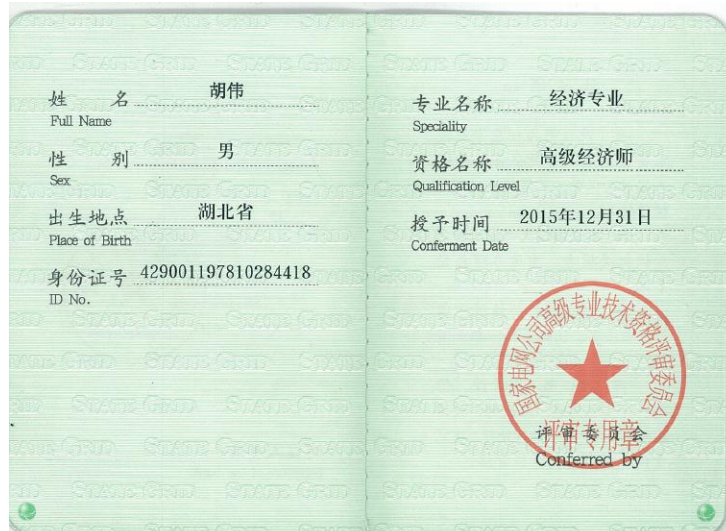 姓 名 胡伟
Full Name
性 别 男
Sex
出生地点 湖北省
Place of Birth
身份证号 429001197810284418
ID No.
专业名称 经济专业
Speciality
资格名称 高级经济师
Qualification Level
授予时间 2015年12月31日
Conferment Date
国家电网公司高级专业技术资格评审委员会
评审专用章
评审委员会
Conferred by
STATE GRID